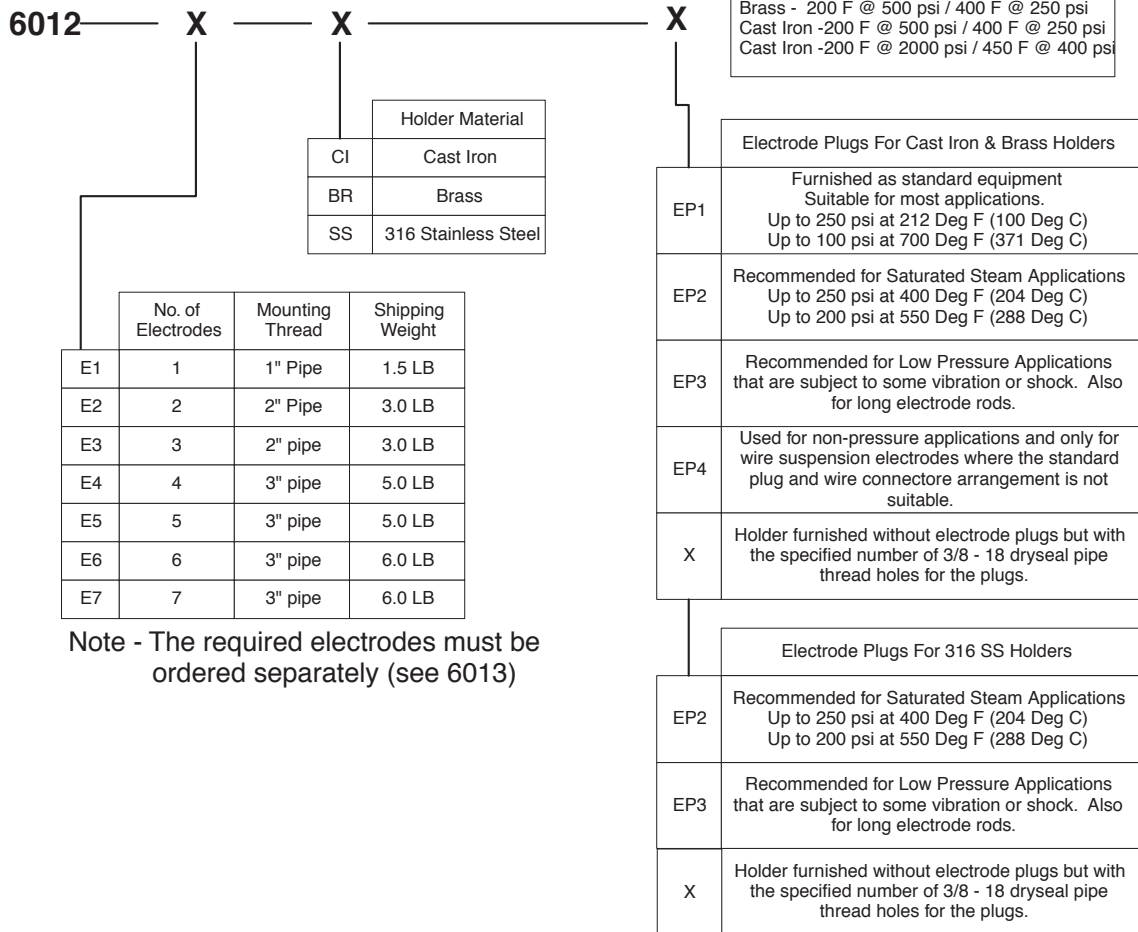 6012 X X X
Brass - 200 F @ 500 psi / 400 F @ 250 psi
Cast Iron -200 F @ 500 psi / 400 F @ 250 psi
Cast Iron -200 F @ 2000 psi / 450 F @ 400 psi
Holder Material
CI Cast Iron
BR Brass
SS 316 Stainless Steel
No. of
Electrodes
Mounting
Thread
Shipping
Weight
E1 1 1" Pipe 1.5 LB
E2 2 2" Pipe 3.0 LB
E3 3 2" pipe 3.0 LB
E4 4 3" pipe 5.0 LB
E5 5 3" pipe 5.0 LB
E6 6 3" pipe 6.0 LB
E7 7 3" pipe 6.0 LB
Note - The required electrodes must be
ordered separately (see 6013)
Electrode Plugs For Cast Iron & Brass Holders
EP1
Furnished as standard equipment
Suitable for most applications.
Up to 250 psi at 212 Deg F (100 Deg C)
Up to 100 psi at 700 Deg F (371 Deg C)
EP2
Recommended for Saturated Steam Applications
Up to 250 psi at 400 Deg F (204 Deg C)
Up to 200 psi at 550 Deg F (288 Deg C)
EP3
Recommended for Low Pressure Applications
that are subject to some vibration or shock. Also
for long electrode rods.
EP4
Used for non-pressure applications and only for
wire suspension electrodes where the standard
plug and wire connectore arrangement is not
suitable.
X
Holder furnished without electrode plugs but with
the specified number of 3/8 - 18 dryseal pipe
thread holes for the plugs.
Electrode Plugs For 316 SS Holders
EP2
Recommended for Saturated Steam Applications
Up to 250 psi at 400 Deg F (204 Deg C)
Up to 200 psi at 550 Deg F (288 Deg C)
EP3
Recommended for Low Pressure Applications
that are subject to some vibration or shock. Also
for long electrode rods.
X
Holder furnished without electrode plugs but with
the specified number of 3/8 - 18 dryseal pipe
thread holes for the plugs.